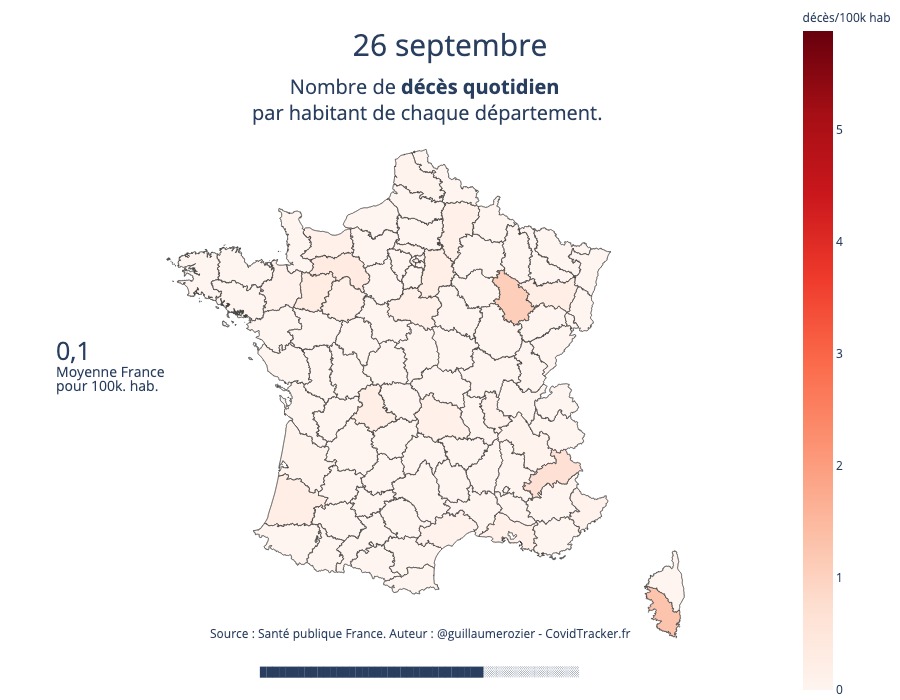 décès/100k hab
26 septembre
Nombre de décès quotidien
par habitant de chaque département.
5
4
3
2
1
0
0,1
Moyenne France
pour 100k. hab.
Source : Santé publique France. Auteur : @guillaumerozier - CovidTracker.fr